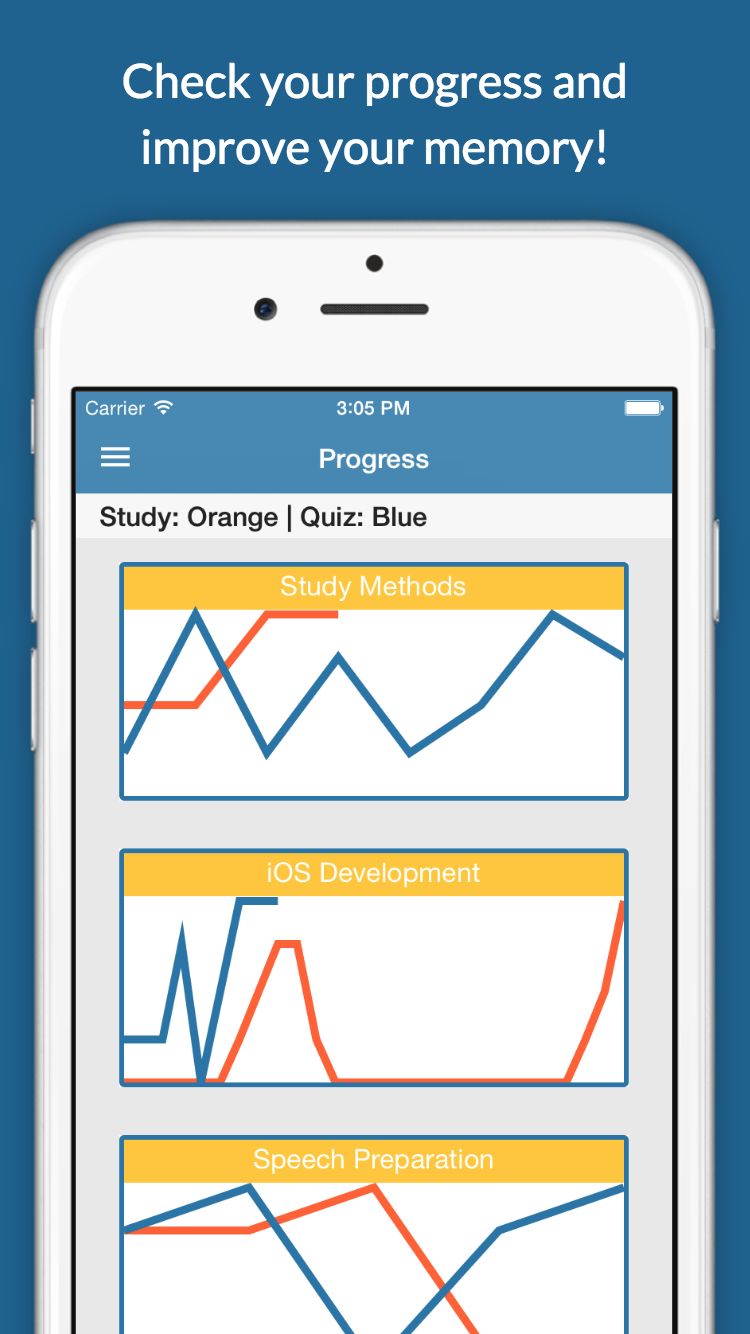 Check your progress and
improve your memory!
Carrier 3:05 PM
Progress
Study: Orange | Quiz: Blue
Study Methods
iOS Development
Speech Preparation